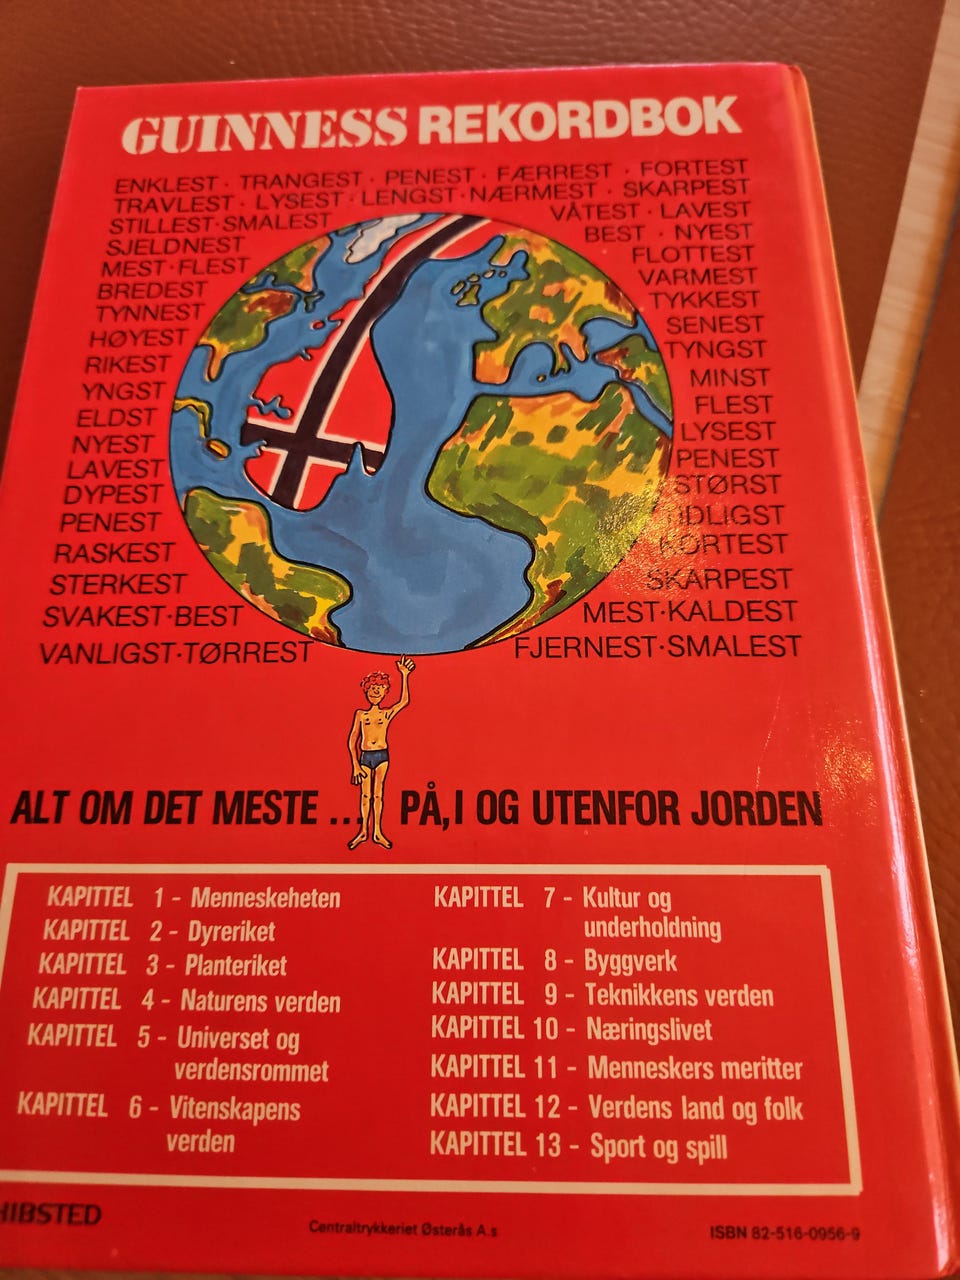 GUINNESS REKORDBOK
ENKLEST · TRANGEST · PENEST · FÆRREST · FORTEST
TRAVLEST · LYSEST · LENGST · NÆRMEST · SKARPEST
STILLEST · SMALEST
SJELDNEST
MEST · FLEST
BREDEST
TYNNEST
HØYEST
RIKEST
YNGST
ELDST
NYEST
LAVEST
DYPEST
PENEST
RASKEST
STERKEST
SVAKEST · BEST
VANLIGST · TØRREST
VÅTEST · LAVEST
BEST · NYEST
FLOTTEST
VARMEST
TYKKEST
SENEST
TYNGST
MINST
FLEST
LYSEST
PENEST
STØRST
KORTEST
SKARPEST
MEST · KALDEST
FJERNEST · SMALEST
ALT OM DET MESTE ... PÅ, I OG UTENFOR JORDEN
KAPITTEL 1 - Menneskeheten
KAPITTEL 2 - Dyreriket
KAPITTEL 3 - Planteriket
KAPITTEL 4 - Naturens verden
KAPITTEL 5 - Universet og
verdensrommet
KAPITTEL 6 - Vitenskapens
verden
KAPITTEL 7 - Kultur og
underholdning
KAPITTEL 8 - Byggverk
KAPITTEL 9 - Teknikkens verden
KAPITTEL 10 - Næringslivet
KAPITTEL 11 - Menneskers meritter
KAPITTEL 12 - Verdens land og folk
KAPITTEL 13 - Sport og spill
HIBSTED
Centraltrykkeriet Østerås A.s
ISBN 82-516-0956-9